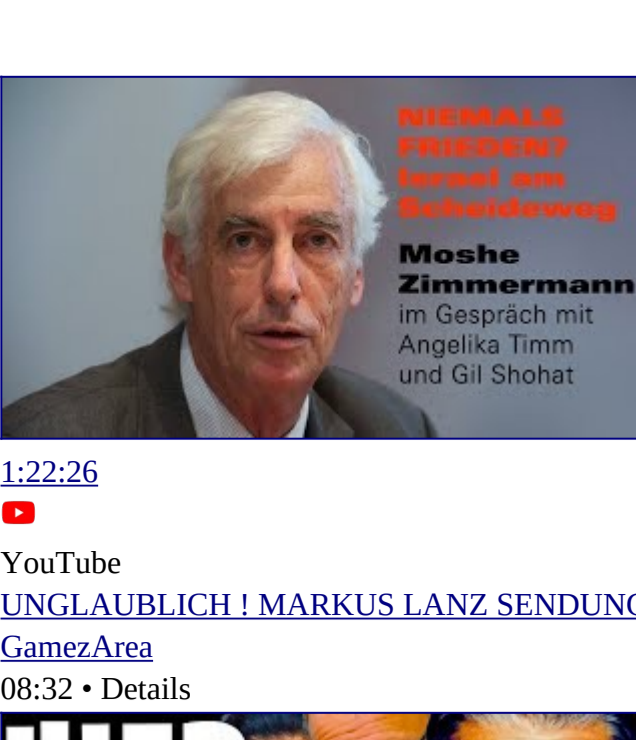 NIEMALS
FRIEDEN?
Israel am
Scheideweg
Moshe
Zimmermann
im Gespräch mit
Angelika Timm
und Gil Shohat
1:22:26
YouTube
UNGLAUBLICH ! MARKUS LANZ SENDUNG
GamezArea
08:32 • Details